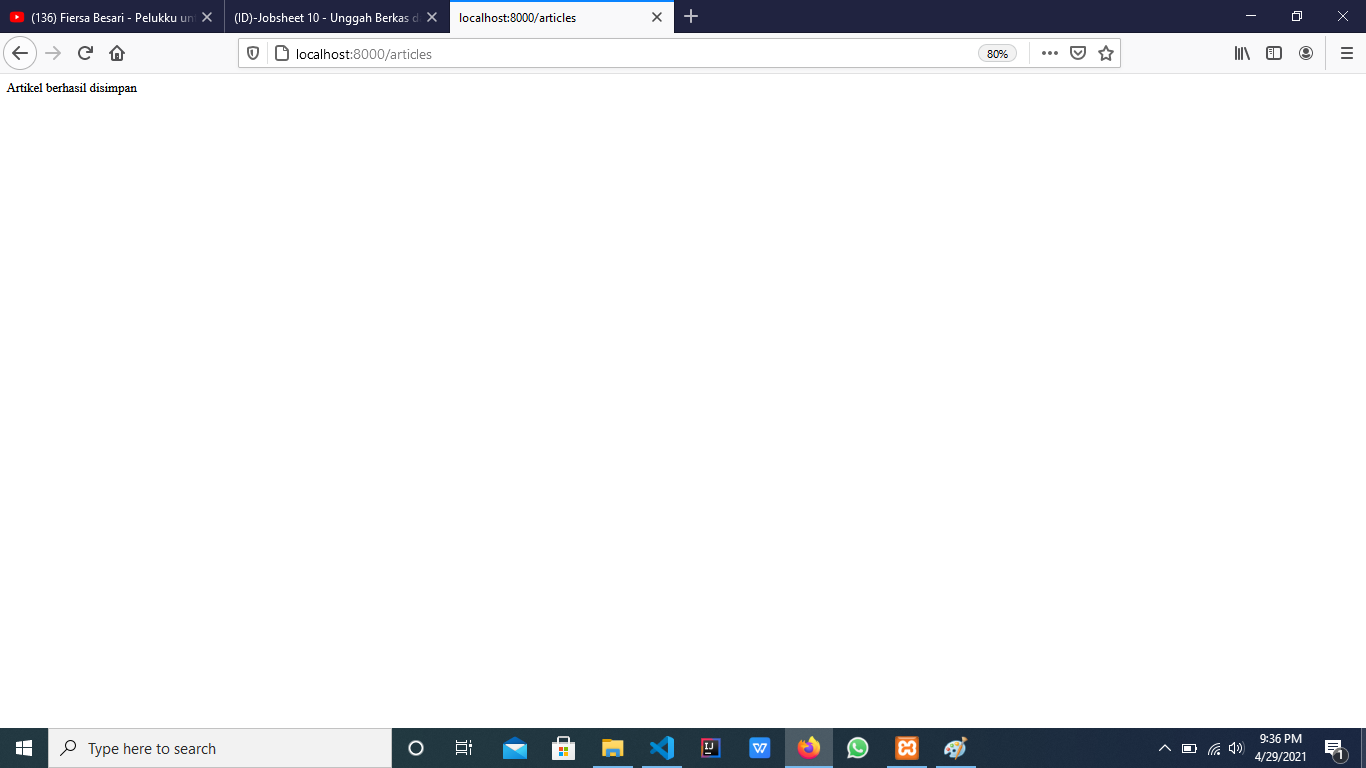 (136) Fiersa Besari - Pelukku un
(ID)-Jobsheet 10 - Unggah Berkas d
localhost:8000/articles
localhost:8000/articles
80%
Artikel berhasil disimpan
Type here to search
9:36 PM
4/29/2021
1